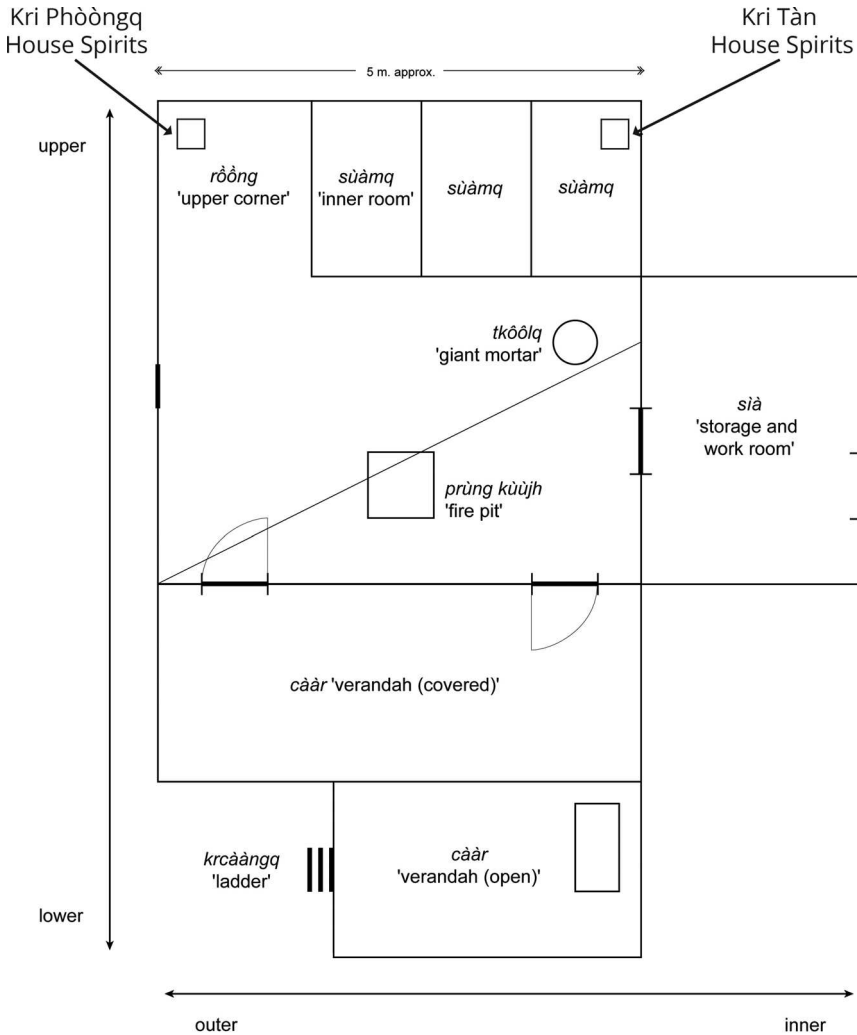 Kri Phòòngq
House Spirits
Kri Tàn
House Spirits
5 m. approx.
upper
rồồng
'upper corner'
sùàmq
'inner room'
sùàmq
sùàmq
tkôôlq
'giant mortar'
sìà
'storage and
work room'
prùng kùùjh
'fire pit'
cààr 'verandah (covered)'
krcààngq
'ladder'
cààr
'verandah (open)'
lower
outer
inner